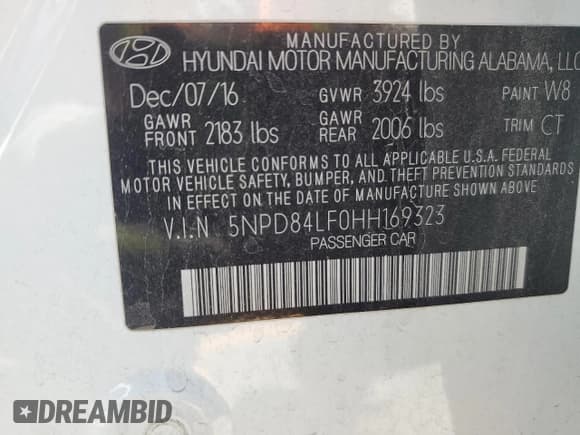 MANUFACTURED BY
HYUNDAI MOTOR MANUFACTURING ALABAMA, LLC
Dec/07/16 GVWR 3924 lbs PAINT W8
GAWR FRONT 2183 lbs GAWR REAR 2006 lbs TRIM CT
THIS VEHICLE CONFORMS TO ALL APPLICABLE U.S.A. FEDERAL
MOTOR VEHICLE SAFETY, BUMPER, AND THEFT PREVENTION STANDARDS
IN EFFECT ON THE DATE OF MANUFACTURE SHOWN ABOVE.
V.I.N 5NPD84LF0HH169323
PASSENGER CAR
DREAMBID